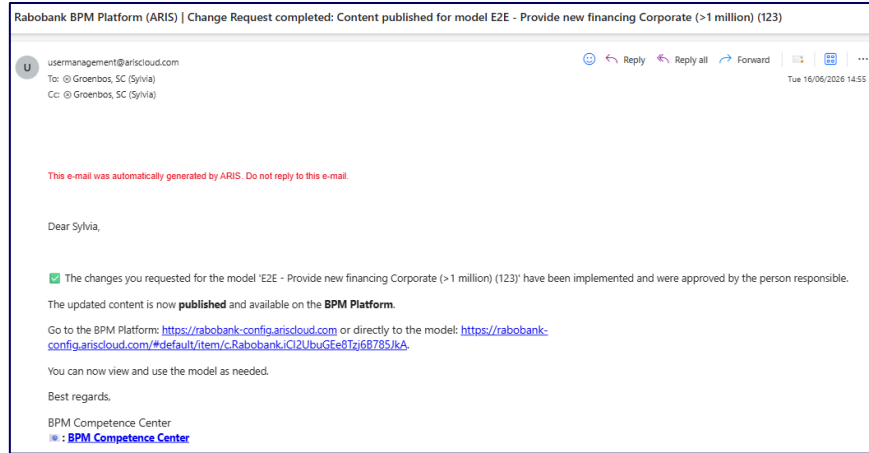 Rabobank BPM Platform (ARIS) | Change Request completed: Content published for model E2E - Provide new financing Corporate (>1 million) (123)
U
usermanagement@ariscloud.com
Reply
Reply all
Forward
To: Groenbos, SC (Sylvia)
Cc: Groenbos, SC (Sylvia)
Tue 16/06/2026 14:55
This e-mail was automatically generated by ARIS. Do not reply to this e-mail.
Dear Sylvia,
The changes you requested for the model 'E2E - Provide new financing Corporate (>1 million) (123)' have been implemented and were approved by the person responsible.
The updated content is now published and available on the BPM Platform.
Go to the BPM Platform: https://rabobank-config.ariscloud.com or directly to the model: https://rabobank-
config.ariscloud.com/#default/item/c.Rabobank.iCl2UbuGEe8Tzj6B785JkA.
You can now view and use the model as needed.
Best regards,
BPM Competence Center
: BPM Competence Center